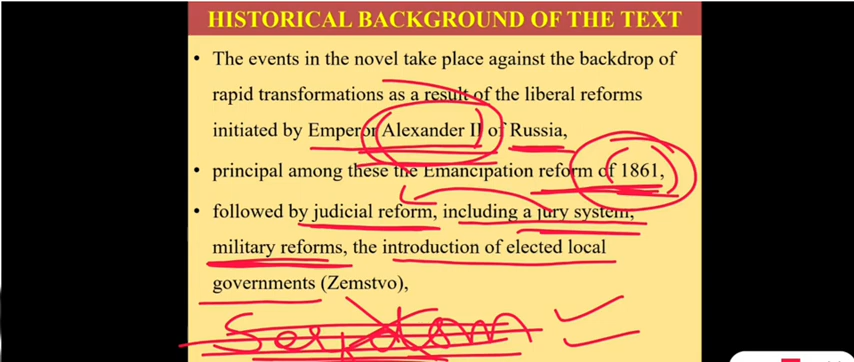 HISTORICAL BACKGROUND OF THE TEXT
• The events in the novel take place against the backdrop of
rapid transformations as a result of the liberal reforms
initiated by Emperor Alexander II of Russia,
• principal among these the Emancipation reform of 1861,
• followed by judicial reform, including a jury system,
military reforms, the introduction of elected local
governments (Zemstvo),